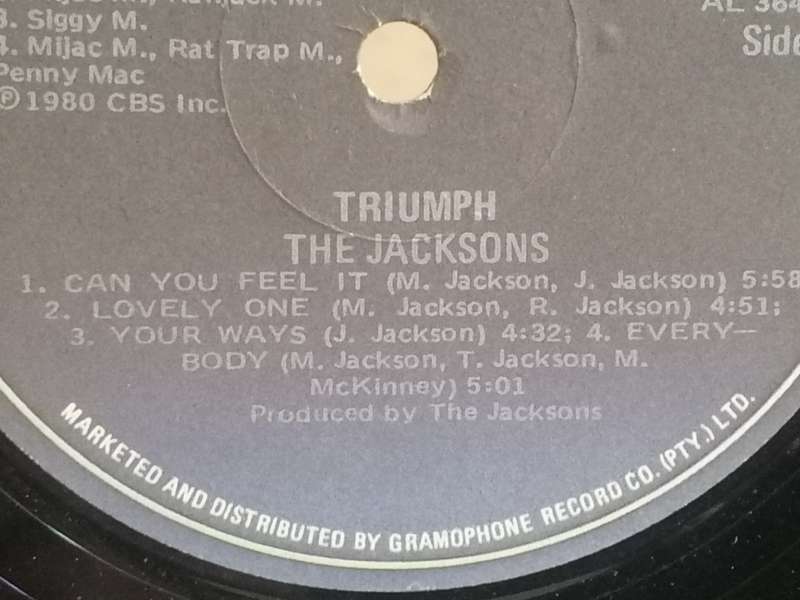 3. Siggy M.
4. Mijac M., Rat Trap M.,
Penny Mac
℗ 1980 CBS Inc.
AL 364
Side
TRIUMPH
THE JACKSONS
1. CAN YOU FEEL IT (M. Jackson, J. Jackson) 5:58
2. LOVELY ONE (M. Jackson, R. Jackson) 4:51;
3. YOUR WAYS (J. Jackson) 4:32; 4. EVERY—
BODY (M. Jackson, T. Jackson, M.
McKinney) 5:01
Produced by The Jacksons
MARKETED AND DISTRIBUTED BY GRAMOPHONE RECORD CO. (PTY.) LTD.